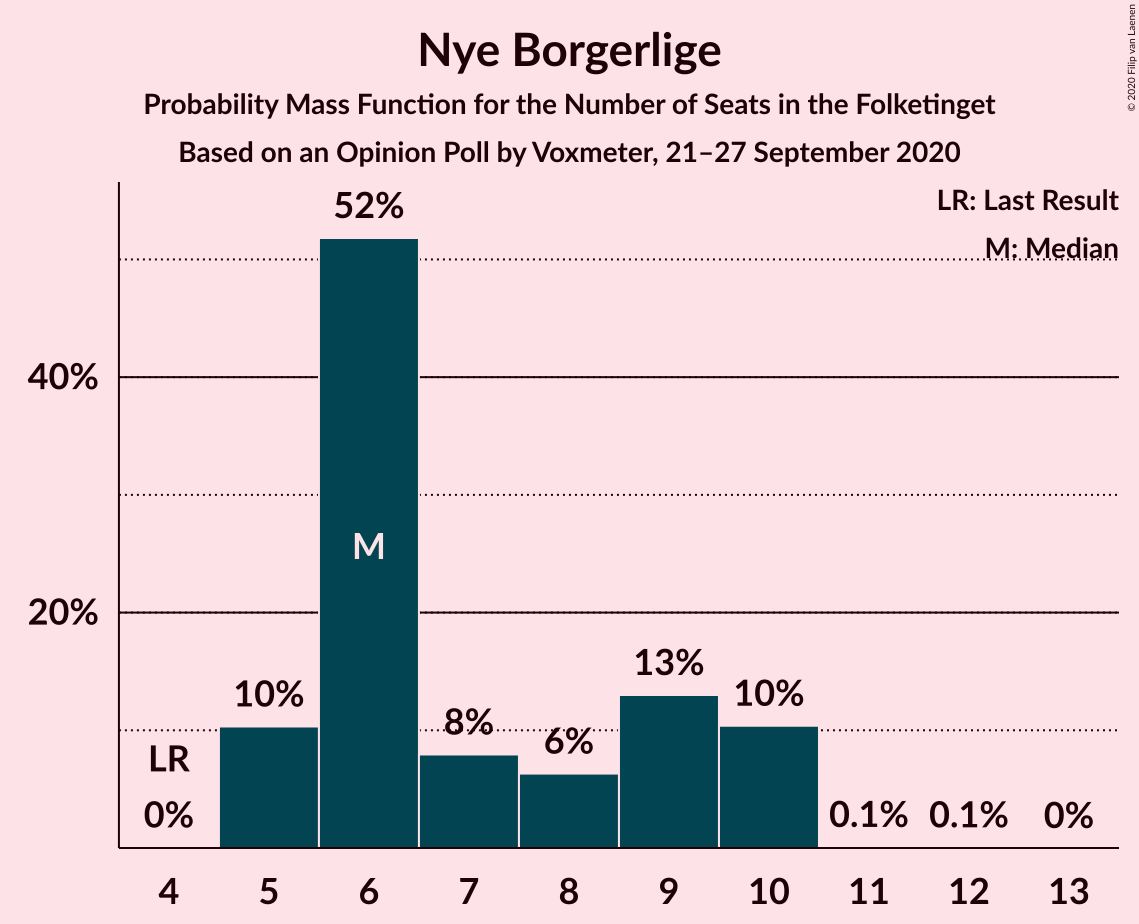 Nye Borgerlige
Probability Mass Function for the Number of Seats in the Folketinget
Based on an Opinion Poll by Voxmeter, 21–27 September 2020
© 2020 Filip van Laenen
LR: Last Result
M: Median
52%
40%
M
20%
13%
10%
10%
8%
6%
LR
0%
0.1%
0.1%
0%
4 5 6 7 8 9 10 11 12 13